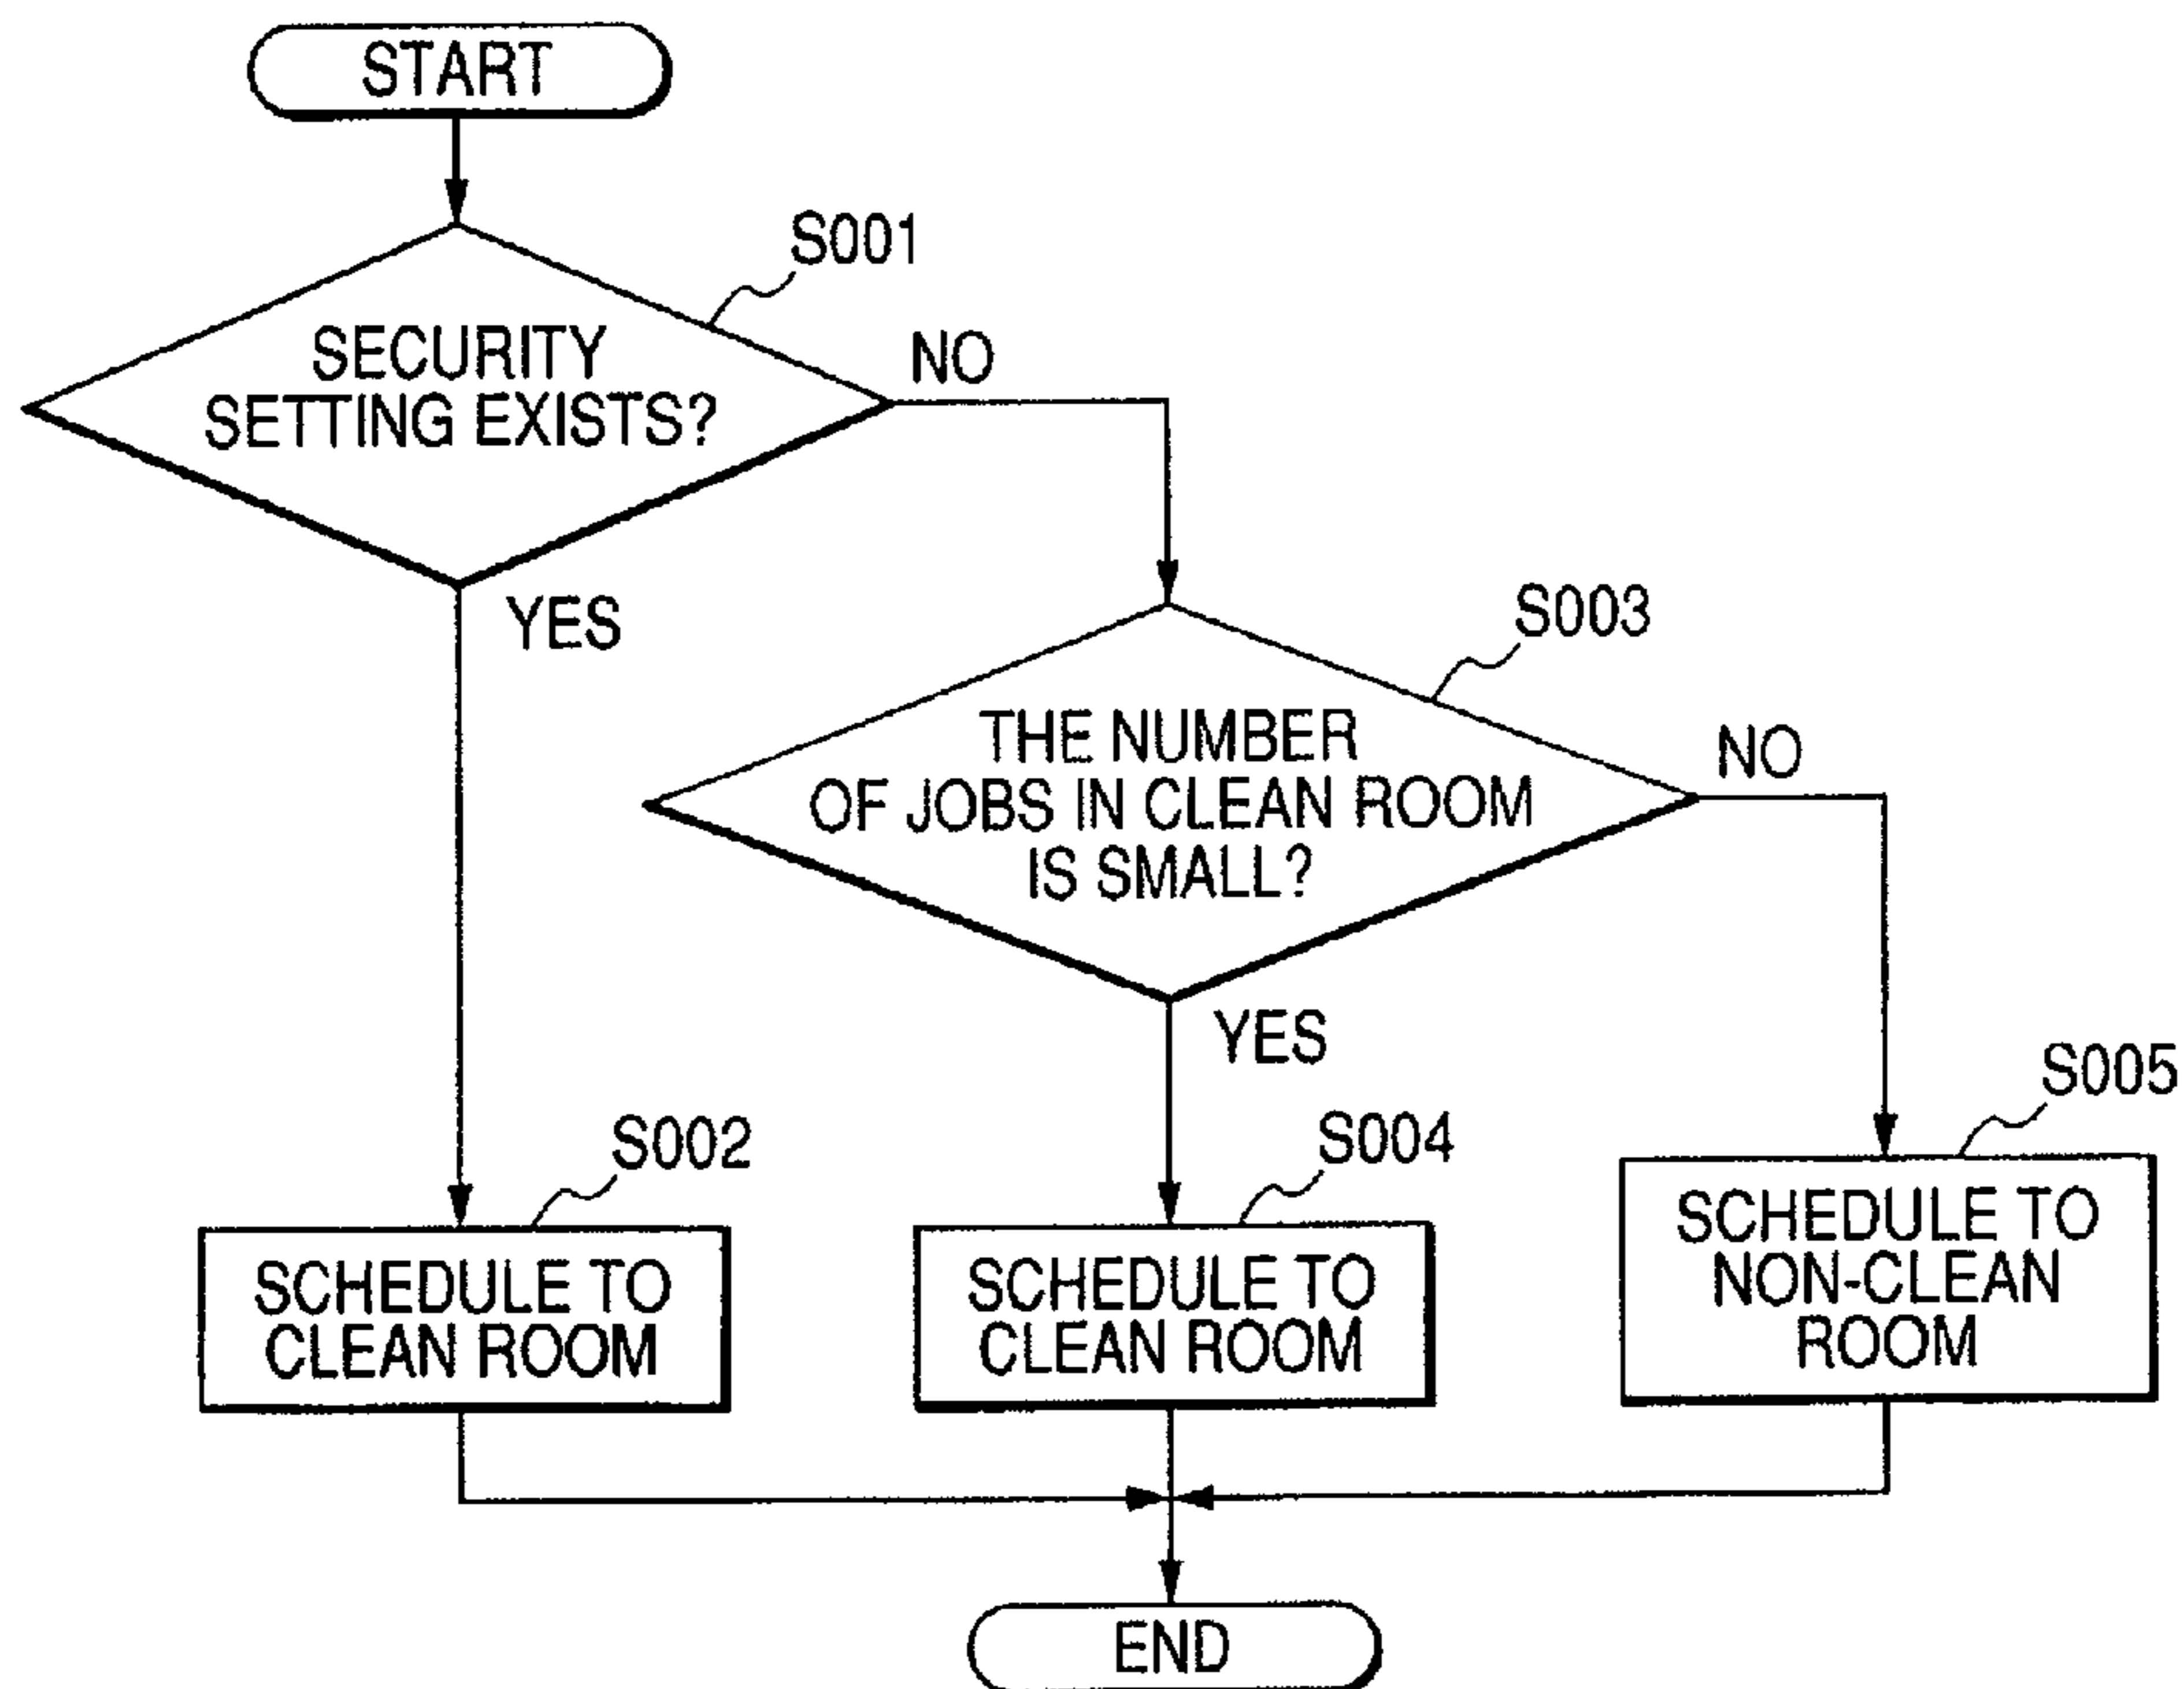 START
S001
SECURITY
SETTING EXISTS?
NO
YES
S003
THE NUMBER
OF JOBS IN CLEAN ROOM
IS SMALL?
NO
YES
S002
SCHEDULE TO
CLEAN ROOM
S004
SCHEDULE TO
CLEAN ROOM
S005
SCHEDULE TO
NON-CLEAN
ROOM
END